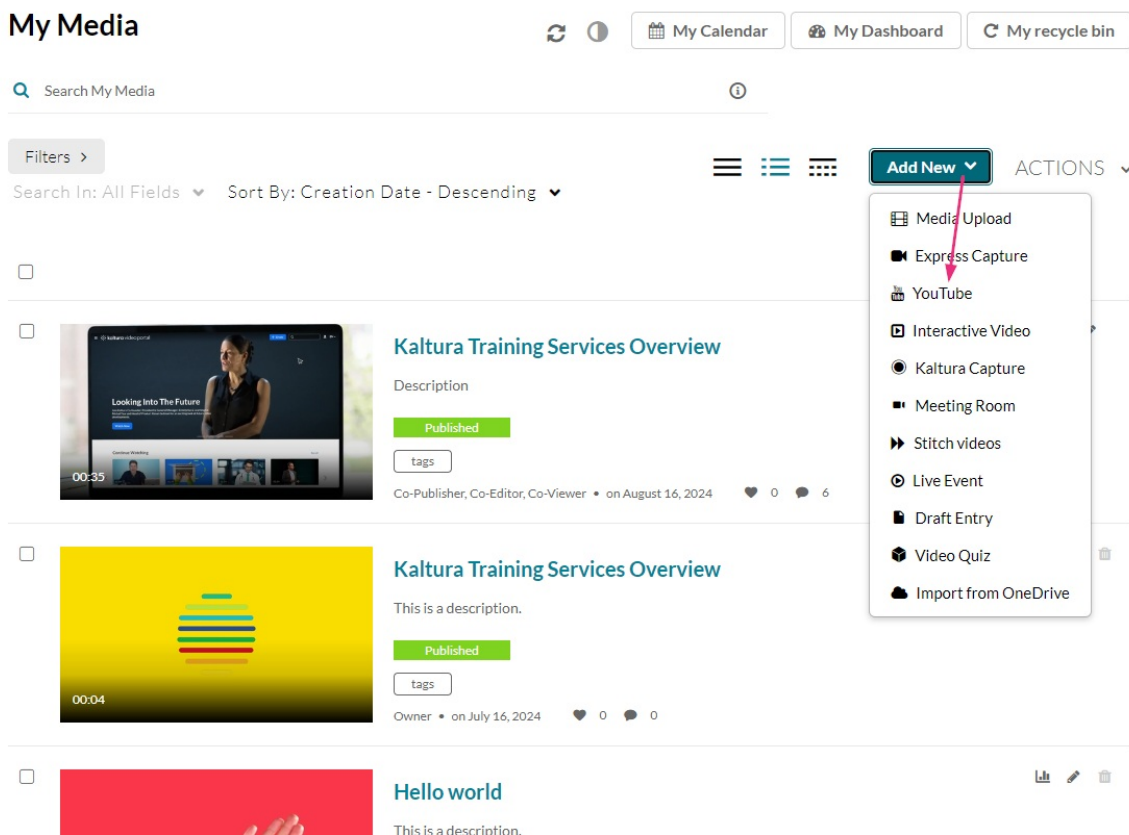 My Media
My Calendar
My Dashboard
My recycle bin
Search My Media
Filters >
Add New
ACTIONS
Search In: All Fields
Sort By: Creation Date - Descending
Media Upload
Express Capture
YouTube
Interactive Video
Kaltura Capture
Meeting Room
Stitch videos
Live Event
Draft Entry
Video Quiz
Import from OneDrive
kaltura videoportal
Looking Into The Future
00:35
Kaltura Training Services Overview
Description
Published
tags
Co-Publisher, Co-Editor, Co-Viewer • on August 16, 2024 0 6
00:04
Kaltura Training Services Overview
This is a description.
Published
tags
Owner • on July 16, 2024 0 0
Hello world
This is a description.